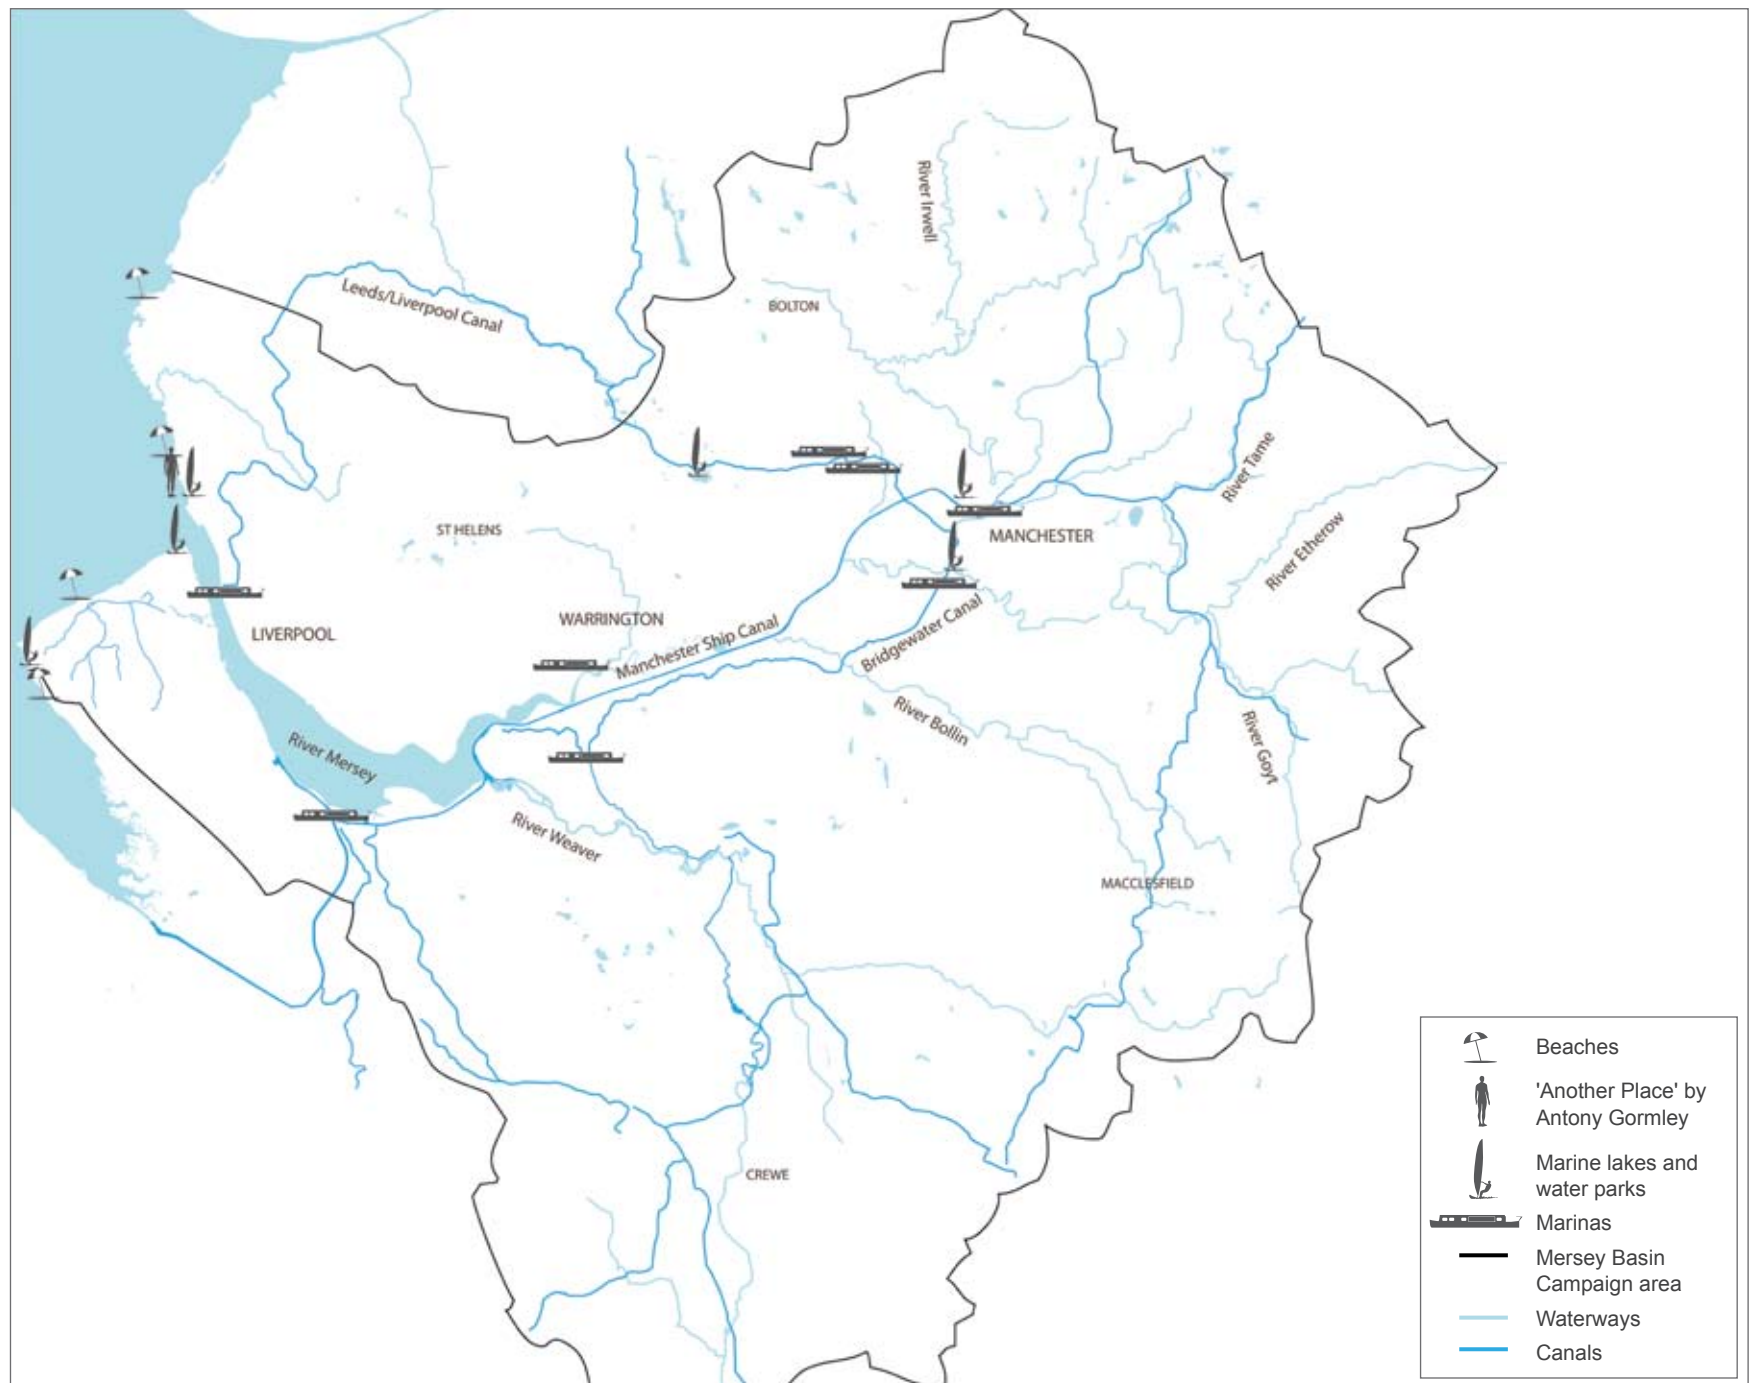 River Irwell
Leeds/Liverpool Canal
BOLTON
River Tame
ST HELENS
MANCHESTER
River Etherow
WARRINGTON
LIVERPOOL
Manchester Ship Canal
Bridgewater Canal
River Bollin
River Mersey
River Goyt
River Weaver
MACCLESFIELD
CREWE
Beaches
'Another Place' by
Antony Gormley
Marine lakes and
water parks
Marinas
Mersey Basin
Campaign area
Waterways
Canals